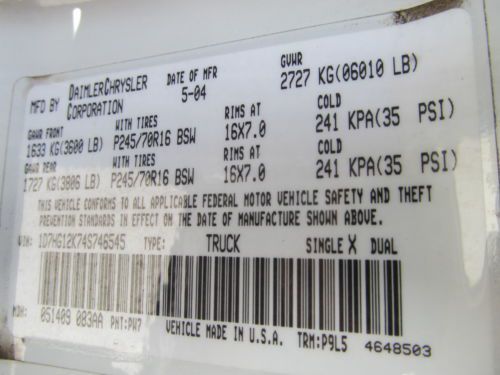 MFD BY DAIMLERCHRYSLER CORPORATION DATE OF MFR 5-04 GVWR 2727 KG(06010 LB)
GAWR FRONT WITH TIRES RIMS AT COLD
1633 KG(3600 LB) P245/70R16 BSW 16X7.0 241 KPA(35 PSI)
GAWR REAR WITH TIRES RIMS AT COLD
1727 KG(3806 LB) P245/70R16 BSW 16X7.0 241 KPA(35 PSI)
THIS VEHICLE CONFORMS TO ALL APPLICABLE FEDERAL MOTOR VEHICLE SAFETY AND THEFT
PREVENTION STANDARDS IN EFFECT ON THE DATE OF MANUFACTURE SHOWN ABOVE.
VIN: 1D7HG12K74S746545 TYPE: TRUCK SINGLE X DUAL
MDH: 051409 083AA PNT:PW7 VEHICLE MADE IN U.S.A. TRM:P9L5 4648503